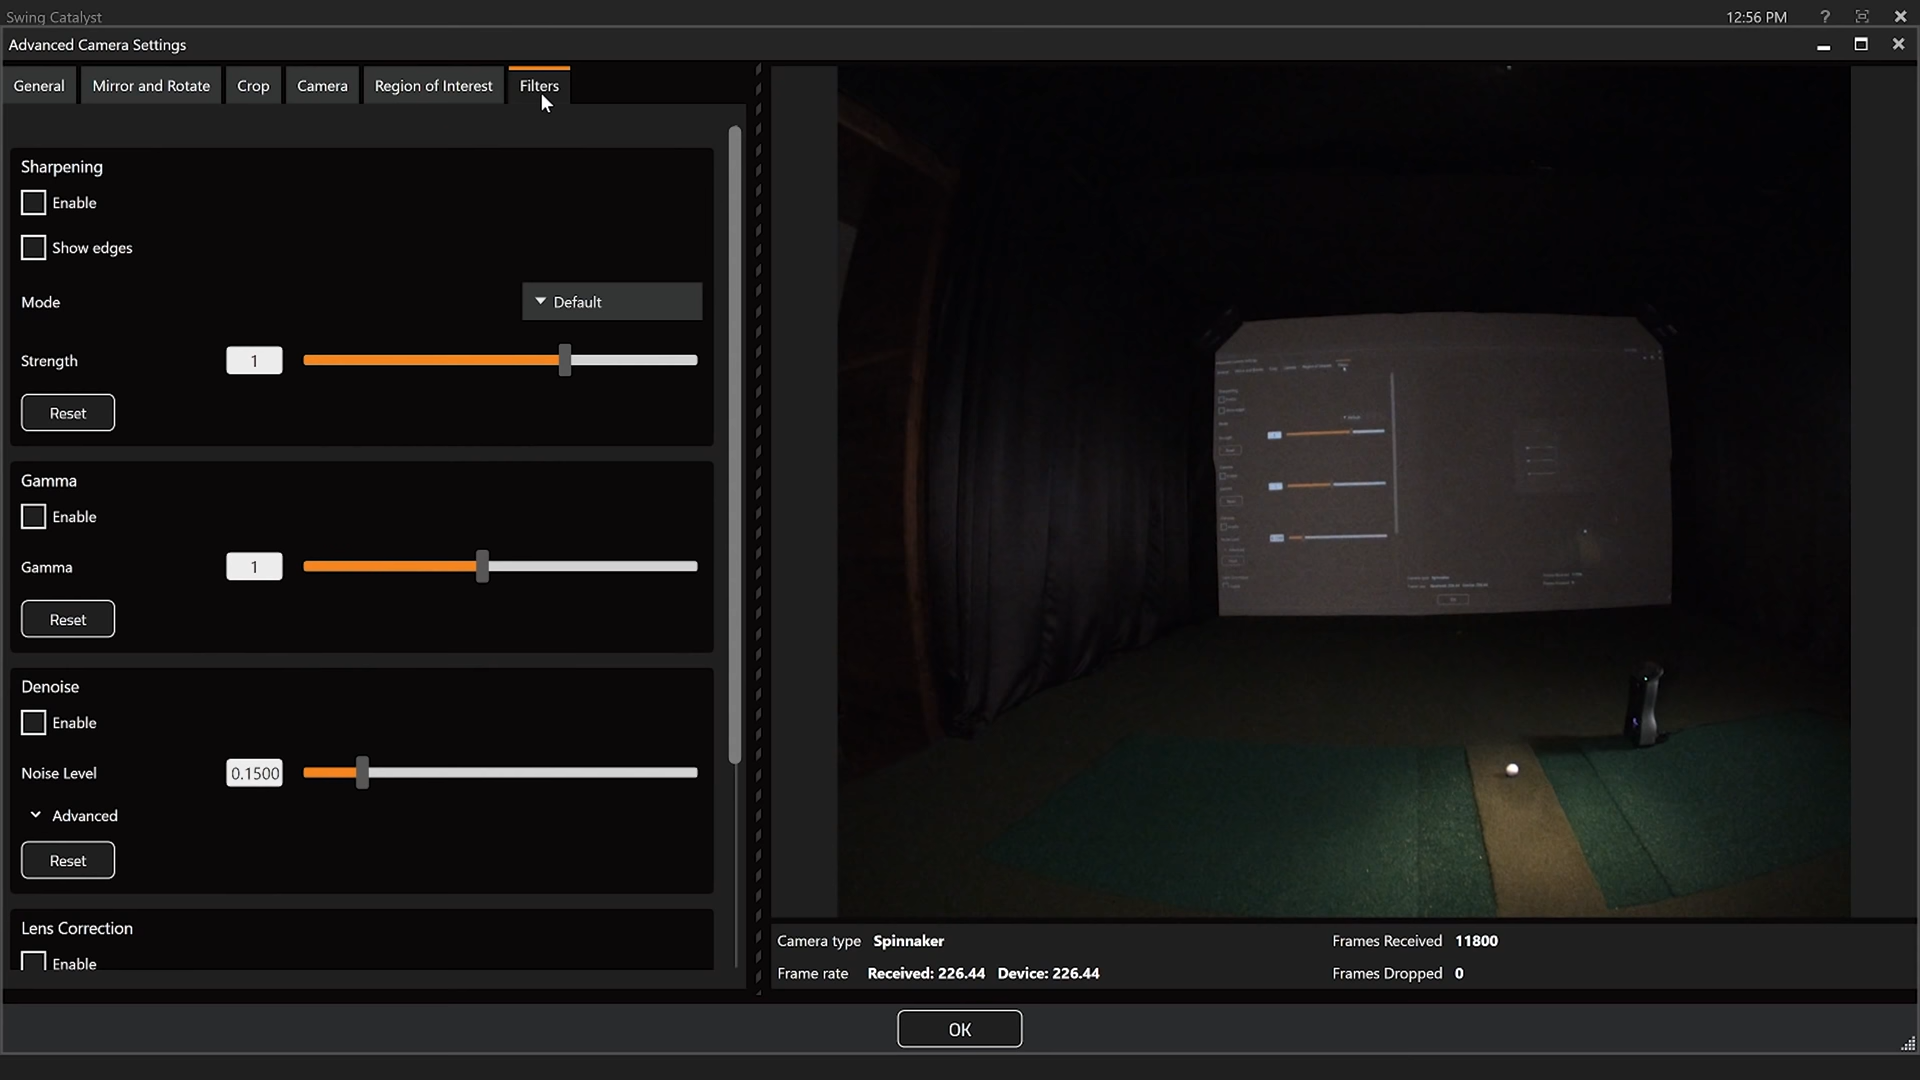 Swing Catalyst
12:56 PM
?
Advanced Camera Settings
General
Mirror and Rotate
Crop
Camera
Region of Interest
Filters
Sharpening
Enable
Show edges
Mode
Default
Strength
1
Reset
Gamma
Enable
Gamma
1
Reset
Denoise
Enable
Noise Level
0.1500
Advanced
Reset
Lens Correction
Enable
Camera type Spinnaker
Frames Received 11800
Frame rate Received: 226.44 Device: 226.44
Frames Dropped 0
OK